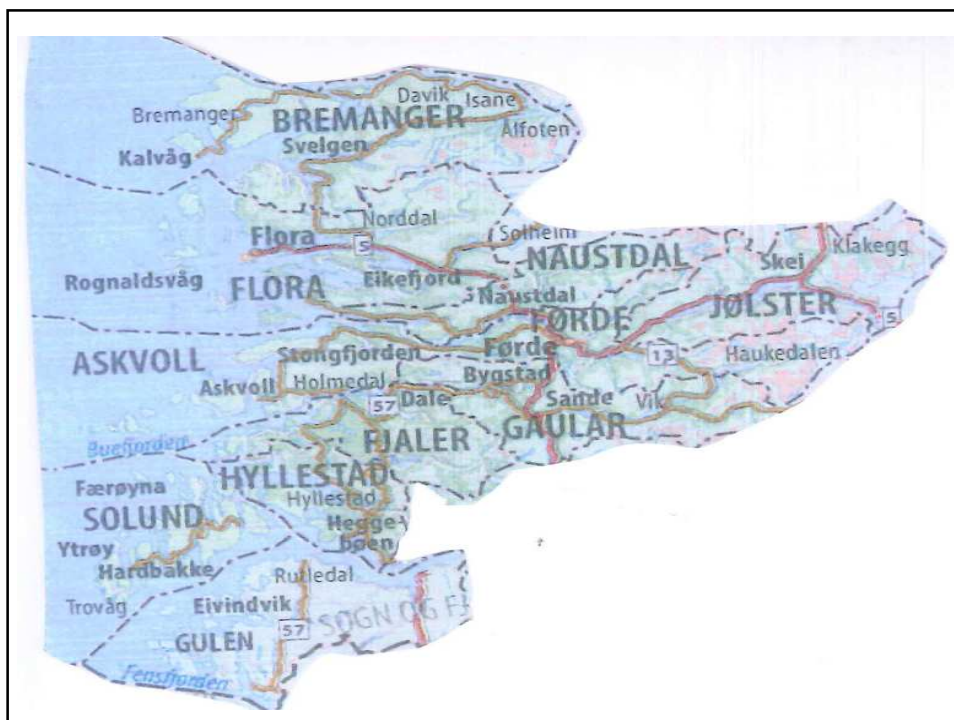 Davik
Isane
Bremanger
BREMANGER
Ålfoten
Svelgen
Kalvåg
Norddal
Flora
5
Solheim
NAUSTDAL
Klakegg
Skei
Rognaldsvåg
FLORA
Eikefjord
Naustdal
JØLSTER
FØRDE
5
ASKVOLL
Stongfjorden
Førde
13
Haukedalen
Askvoll
Holmedal
Bygstad
57
Dale
Sande
Vik
Buefjorden
FJALER
GAULAR
HYLLESTAD
Færøyna
Hyllestad
SOLUND
Hegge-
bøen
Ytrøy
Hardbakke
Rutledal
Trovåg
Eivindvik
SOGN OG FJ
57
GULEN
Fensfjorden